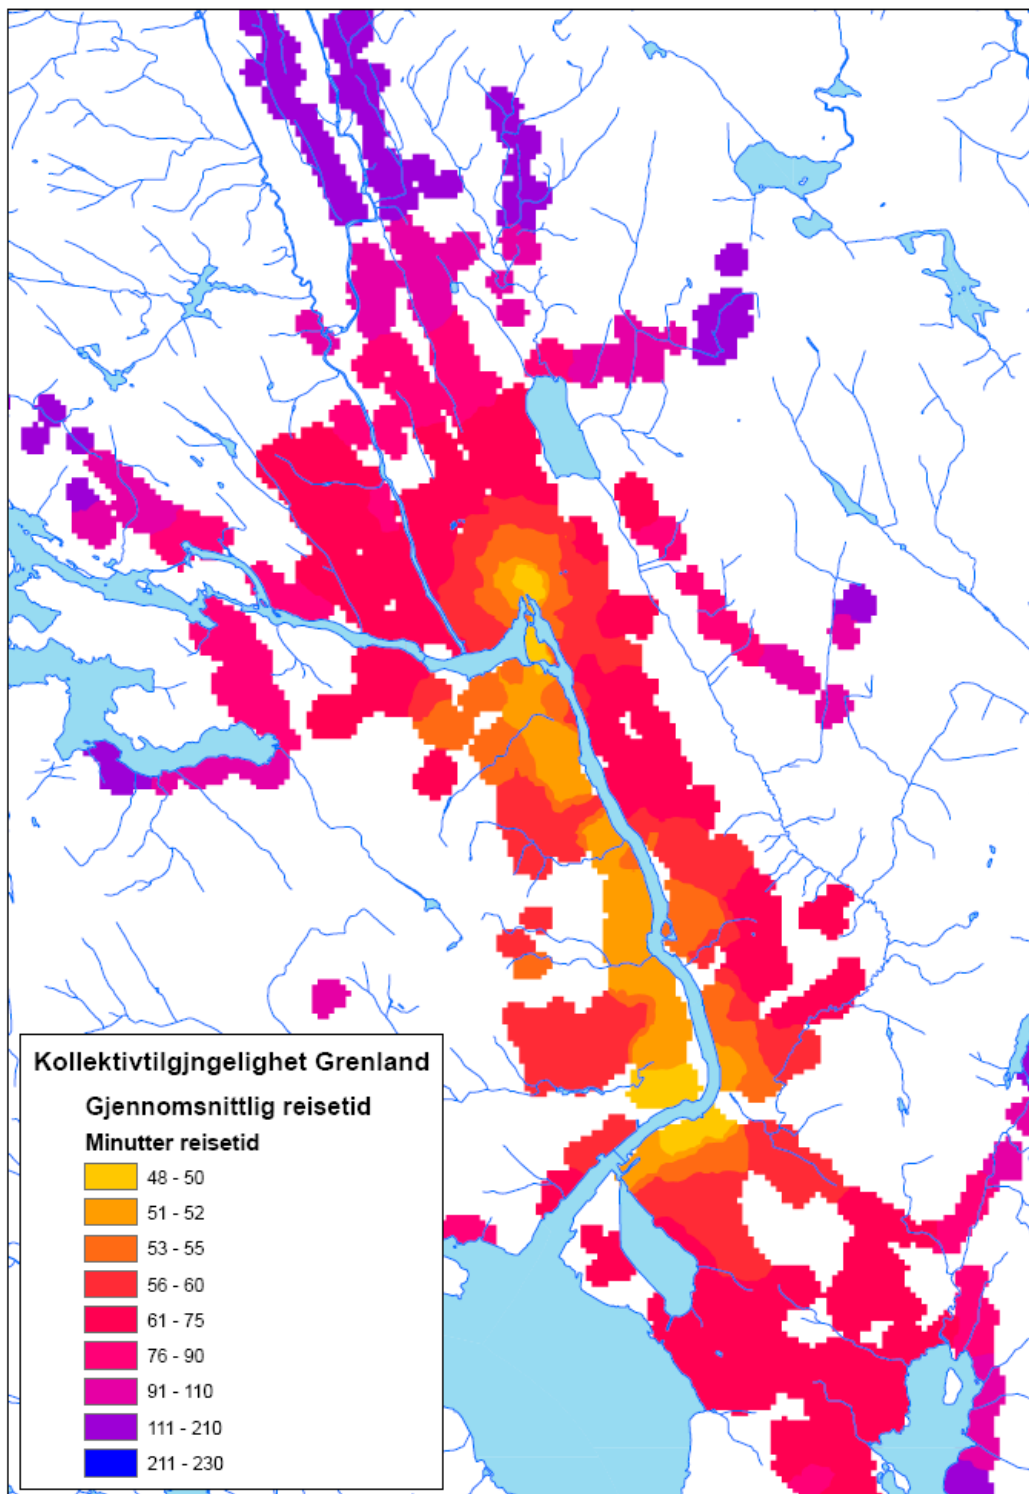 Kollektivtilgjngelighet Grenland
Gjennomsnittlig reisetid
Minutter reisetid
48 - 50
51 - 52
53 - 55
56 - 60
61 - 75
76 - 90
91 - 110
111 - 210
211 - 230